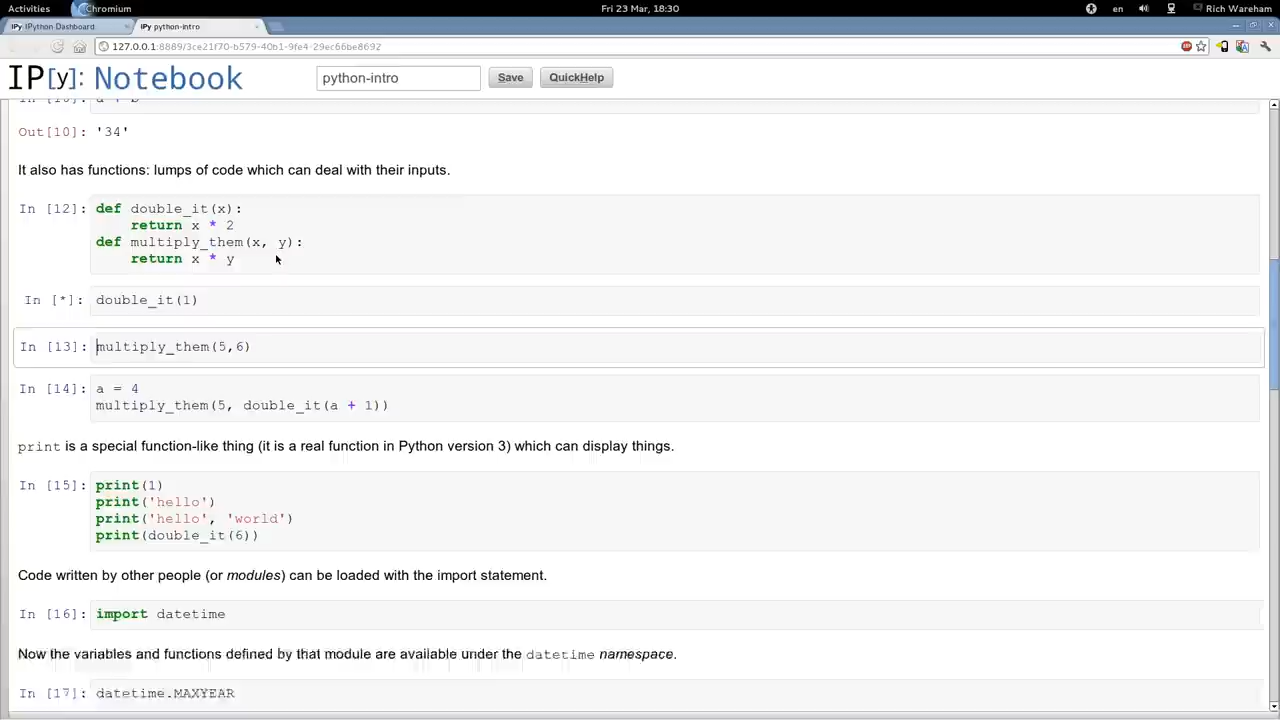 Activities Chromium Fri 23 Mar, 18:30 en Rich Wareham
IPy IPython Dashboard IPy python-intro
127.0.0.1:8889/3ce21f70-b579-40b1-9fe4-29ec66be8692
IP[y]: Notebook python-intro Save QuickHelp
Out[10]: '34'
It also has functions: lumps of code which can deal with their inputs.
In [12]: def double_it(x):
return x * 2
def multiply_them(x, y):
return x * y
In [*]: double_it(1)
In [13]: multiply_them(5,6)
In [14]: a = 4
multiply_them(5, double_it(a + 1))
print is a special function-like thing (it is a real function in Python version 3) which can display things.
In [15]: print(1)
print('hello')
print('hello', 'world')
print(double_it(6))
Code written by other people (or modules) can be loaded with the import statement.
In [16]: import datetime
Now the variables and functions defined by that module are available under the datetime namespace.
In [17]: datetime.MAXYEAR